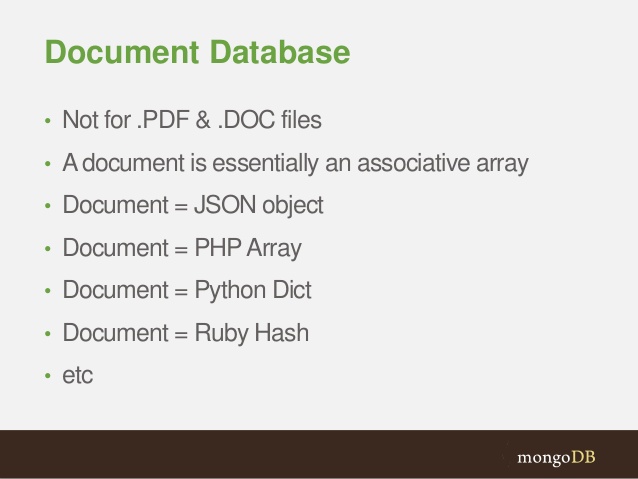 Document Database
• Not for .PDF & .DOC files
• A document is essentially an associative array
• Document = JSON object
• Document = PHP Array
• Document = Python Dict
• Document = Ruby Hash
• etc
mongoDB